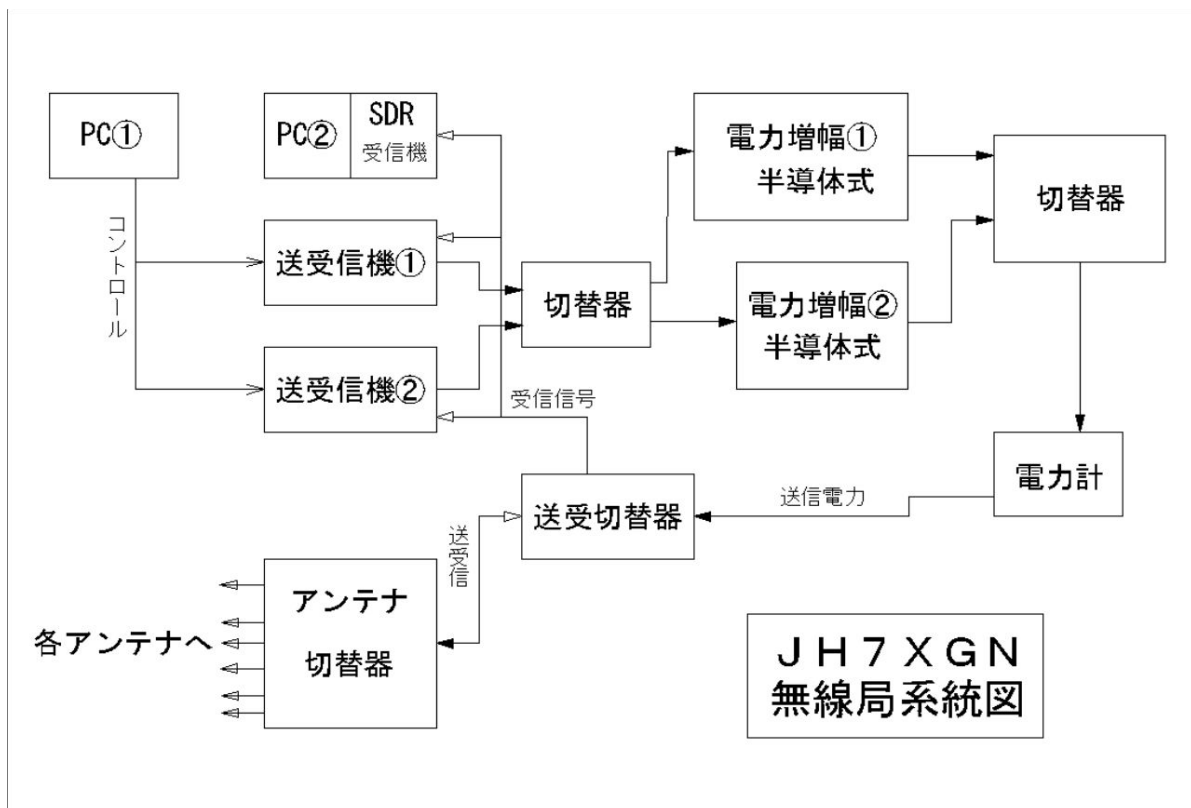 PC①
PC②
SDR
受信機
電力増幅①
半導体式
切替器
コントロール
送受信機①
切替器
電力増幅②
半導体式
送受信機②
受信信号
電力計
送信電力
送受切替器
送受信
アンテナ
切替器
各アンテナへ
ＪＨ７ＸＧＮ
無線局系統図